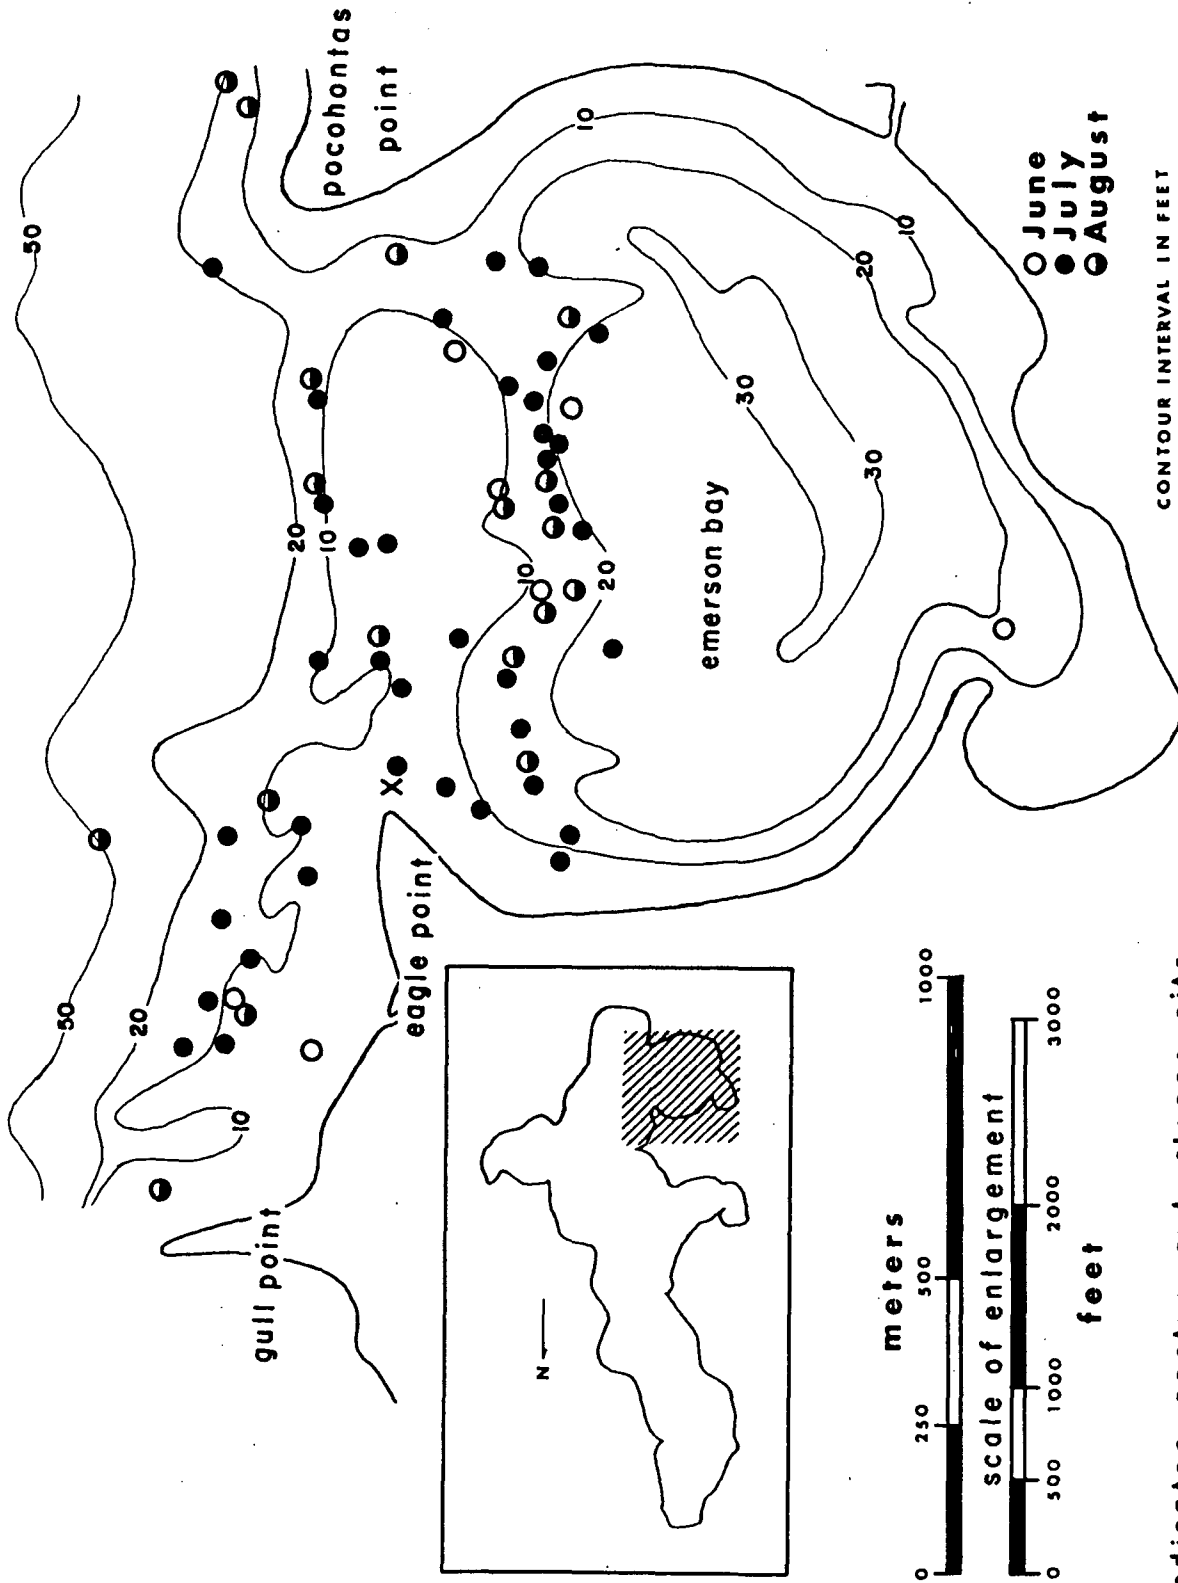 50
pocohontas
point
10
50
20
10
20
10
10
20
20
30
30
10
emerson bay
June
July
August
CONTOUR INTERVAL IN FEET
50
20
10
X
gull point
eagle point
N
meters
0 250 500 1000
scale of enlargement
0 500 1000 2000 3000
feet